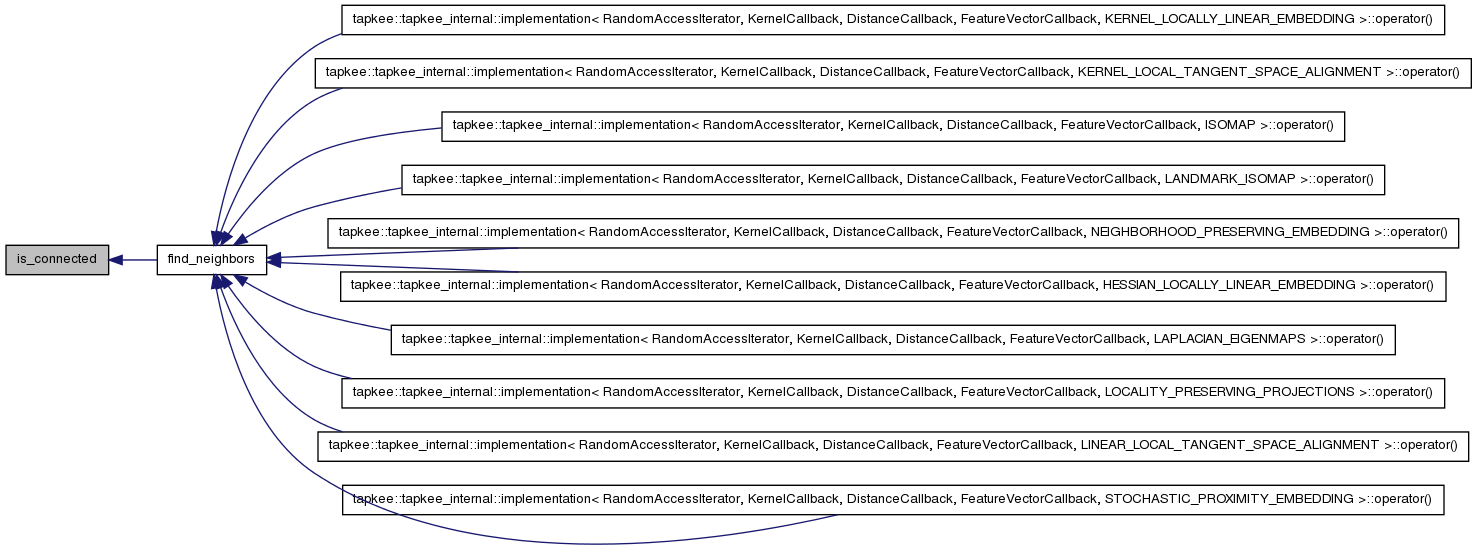 tapkee::tapkee_internal::implementation< RandomAccessIterator, KernelCallback, DistanceCallback, FeatureVectorCallback, KERNEL_LOCALLY_LINEAR_EMBEDDING >::operator()
tapkee::tapkee_internal::implementation< RandomAccessIterator, KernelCallback, DistanceCallback, FeatureVectorCallback, KERNEL_LOCAL_TANGENT_SPACE_ALIGNMENT >::operator()
tapkee::tapkee_internal::implementation< RandomAccessIterator, KernelCallback, DistanceCallback, FeatureVectorCallback, ISOMAP >::operator()
tapkee::tapkee_internal::implementation< RandomAccessIterator, KernelCallback, DistanceCallback, FeatureVectorCallback, LANDMARK_ISOMAP >::operator()
tapkee::tapkee_internal::implementation< RandomAccessIterator, KernelCallback, DistanceCallback, FeatureVectorCallback, NEIGHBORHOOD_PRESERVING_EMBEDDING >::operator()
is_connected
find_neighbors
tapkee::tapkee_internal::implementation< RandomAccessIterator, KernelCallback, DistanceCallback, FeatureVectorCallback, HESSIAN_LOCALLY_LINEAR_EMBEDDING >::operator()
tapkee::tapkee_internal::implementation< RandomAccessIterator, KernelCallback, DistanceCallback, FeatureVectorCallback, LAPLACIAN_EIGENMAPS >::operator()
tapkee::tapkee_internal::implementation< RandomAccessIterator, KernelCallback, DistanceCallback, FeatureVectorCallback, LOCALITY_PRESERVING_PROJECTIONS >::operator()
tapkee::tapkee_internal::implementation< RandomAccessIterator, KernelCallback, DistanceCallback, FeatureVectorCallback, LINEAR_LOCAL_TANGENT_SPACE_ALIGNMENT >::operator()
tapkee::tapkee_internal::implementation< RandomAccessIterator, KernelCallback, DistanceCallback, FeatureVectorCallback, STOCHASTIC_PROXIMITY_EMBEDDING >::operator()